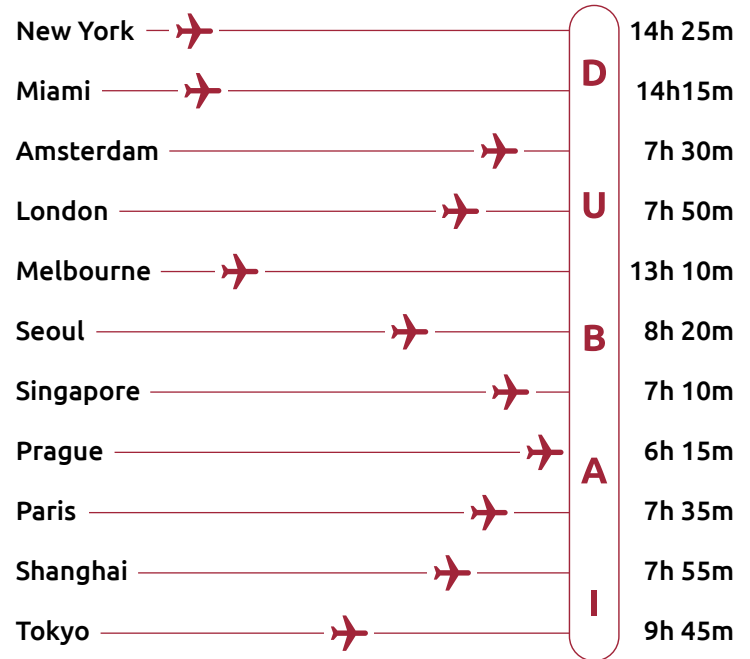 New York 14h 25m
Miami 14h15m
Amsterdam 7h 30m
London 7h 50m
Melbourne 13h 10m
Seoul 8h 20m
Singapore 7h 10m
Prague 6h 15m
Paris 7h 35m
Shanghai 7h 55m
Tokyo 9h 45m
DUBAI